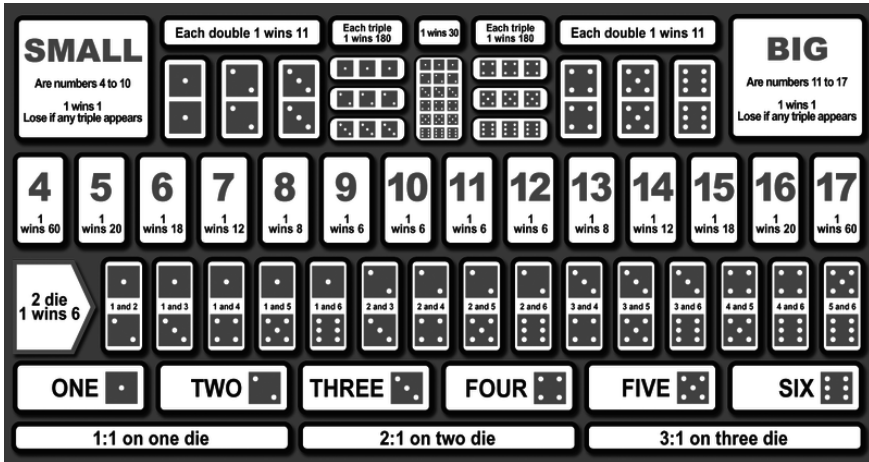 SMALL
Are numbers 4 to 10
1 wins 1
Lose if any triple appears
Each double 1 wins 11
Each triple
1 wins 180
1 wins 30
Each triple
1 wins 180
Each double 1 wins 11
BIG
Are numbers 11 to 17
1 wins 1
Lose if any triple appears
4
1
wins 60
5
1
wins 20
6
1
wins 18
7
1
wins 12
8
1
wins 8
9
1
wins 6
10
1
wins 6
11
1
wins 6
12
1
wins 6
13
1
wins 8
14
1
wins 12
15
1
wins 18
16
1
wins 20
17
1
wins 60
2 die
1 wins 6
1 and 2
1 and 3
1 and 4
1 and 5
1 and 6
2 and 3
2 and 4
2 and 5
2 and 6
3 and 4
3 and 5
3 and 6
4 and 5
4 and 6
5 and 6
ONE
TWO
THREE
FOUR
FIVE
SIX
1:1 on one die
2:1 on two die
3:1 on three die